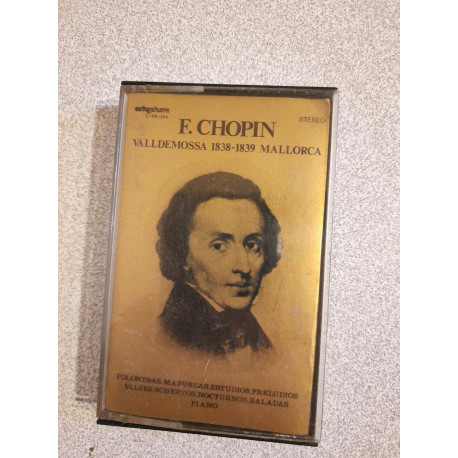 STEREO
F. CHOPIN
VALLDEMOSSA 1838-1839 MALLORCA
POLONESAS, MAZURCAS, ESTUDIOS, PRELUDIOS
VALSES, SCHERZOS, NOCTURNOS, BALADAS
PIANO